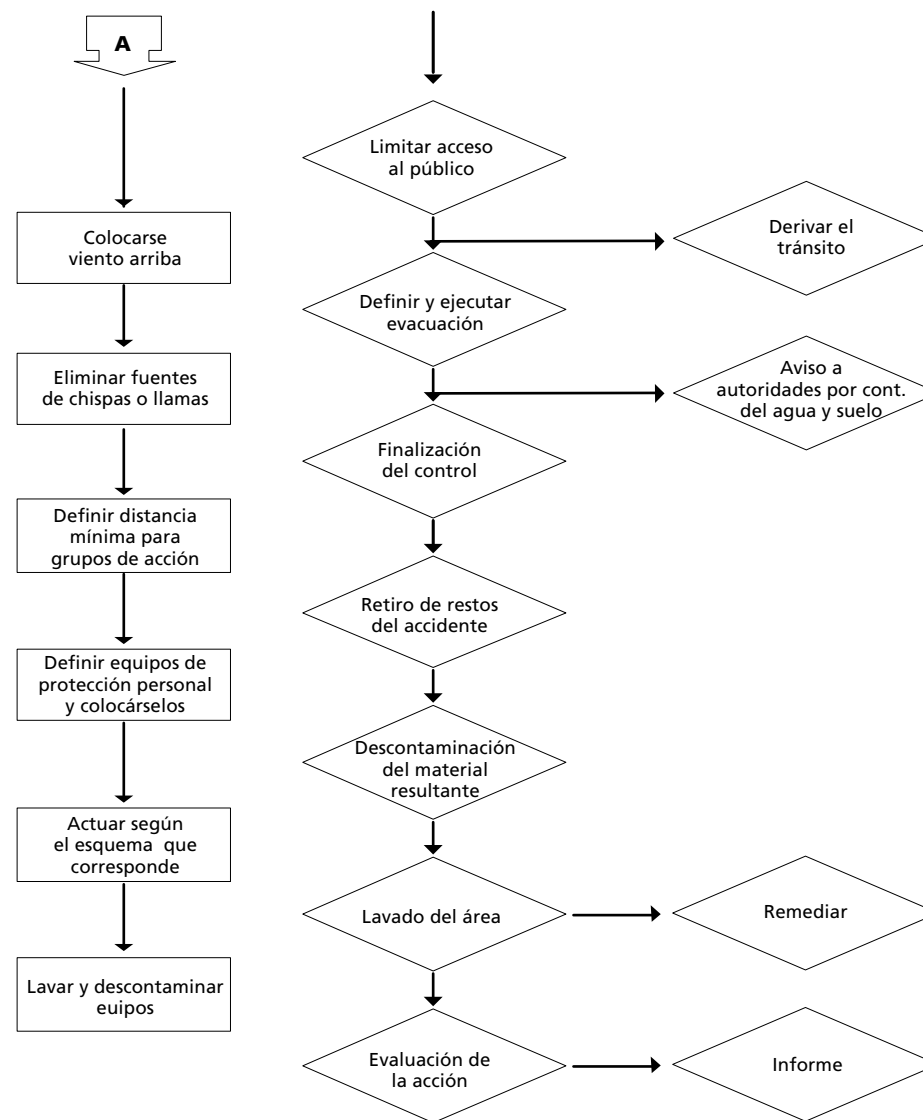 A
Colocarse
viento arriba
Eliminar fuentes
de chispas o llamas
Definir distancia
mínima para
grupos de acción
Definir equipos de
protección personal
y colocárselos
Actuar según
el esquema que
corresponde
Lavar y descontaminar
euipos
Limitar acceso
al público
Derivar el
tránsito
Definir y ejecutar
evacuación
Aviso a
autoridades por cont.
del agua y suelo
Finalización
del control
Retiro de restos
del accidente
Descontaminación
del material
resultante
Lavado del área
Remediar
Evaluación de
la acción
Informe